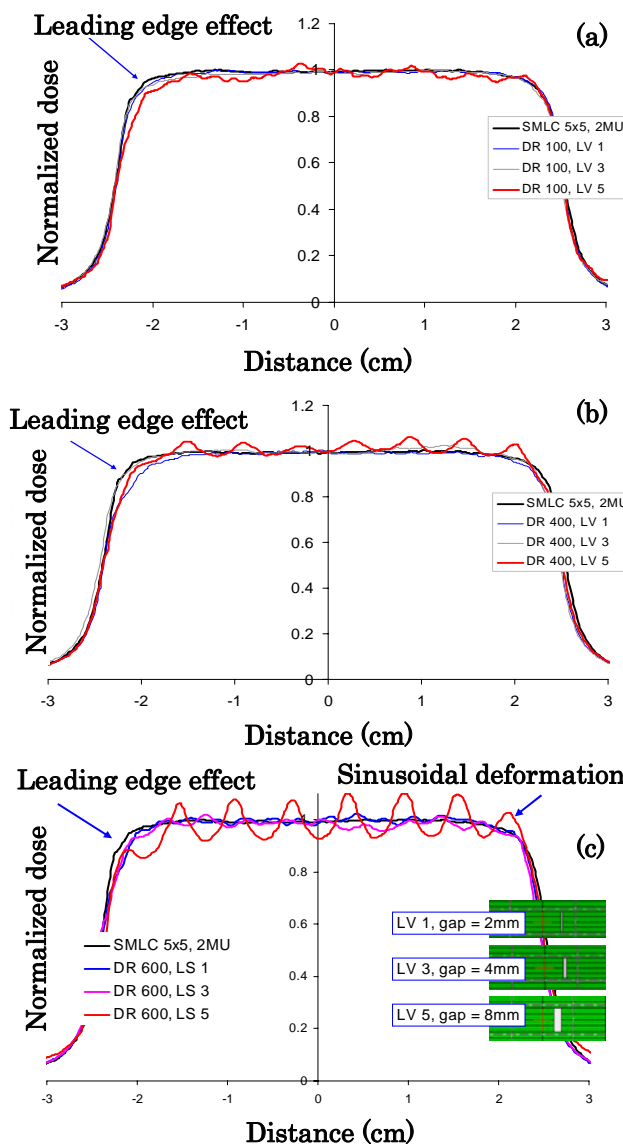 Leading edge effect
(a)
Normalized dose
1.2
1.0
0.8
0.6
0.4
0.2
0
SMLC 5x5, 2MU
DR 100, LV 1
DR 100, LV 3
DR 100, LV 5
-3 -2 -1 0 1 2 3
Distance (cm)
Leading edge effect
(b)
Normalized dose
1.2
1
0.8
0.6
0.4
0.2
0
SMLC 5x5, 2MU
DR 400, LV 1
DR 400, LV 3
DR 400, LV 5
-3 -2 -1 0 1 2 3
Distance (cm)
Leading edge effect
Sinusoidal deformation
(c)
Normalized dose
1
0.8
0.6
0.4
0.2
0
SMLC 5x5, 2MU
DR 600, LS 1
DR 600, LS 3
DR 600, LS 5
LV 1, gap = 2mm
LV 3, gap = 4mm
LV 5, gap = 8mm
-3 -2 -1 0 1 2 3
Distance (cm)